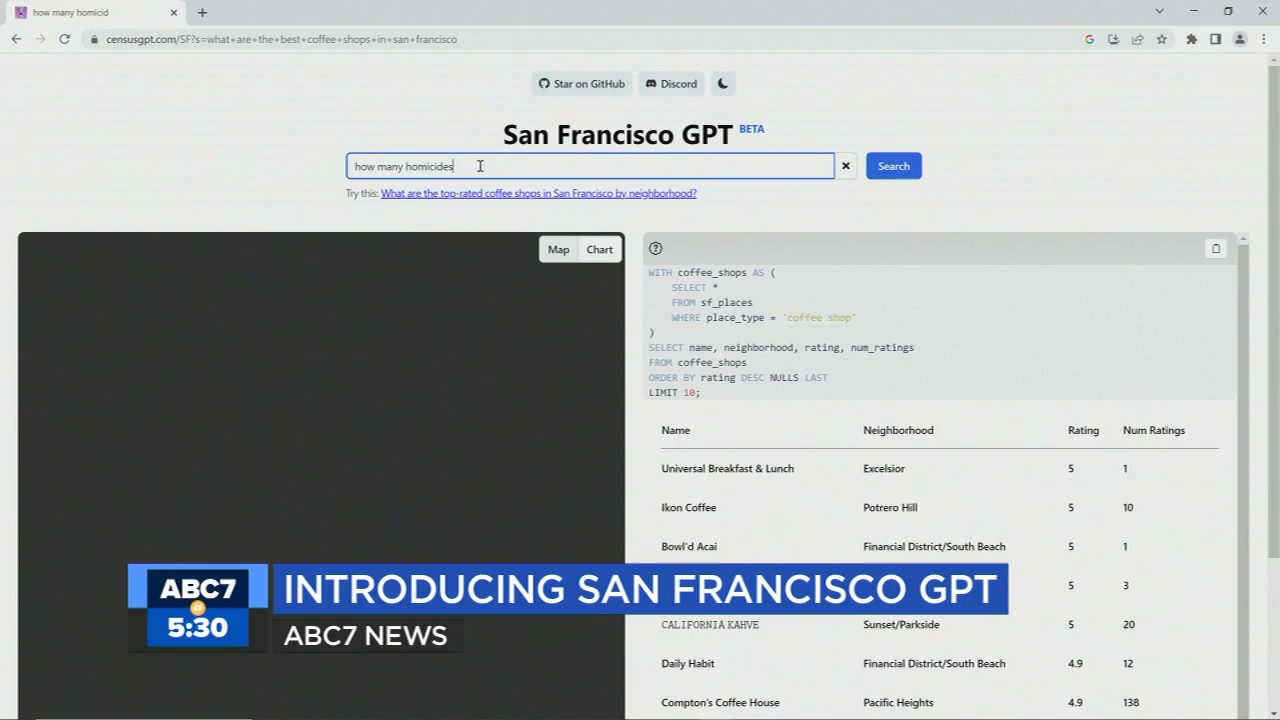 how many homicid
censusgpt.com/SF?s=what+are+the+best+coffee+shops+in+san+francisco
Star on GitHub
Discord
San Francisco GPT BETA
how many homicides
Search
Try this: What are the top-rated coffee shops in San Francisco by neighborhood?
Map
Chart
WITH coffee_shops AS (
SELECT *
FROM sf_places
WHERE place_type = 'coffee shop'
)
SELECT name, neighborhood, rating, num_ratings
FROM coffee_shops
ORDER BY rating DESC NULLS LAST
LIMIT 10;
Name Neighborhood Rating Num Ratings
Universal Breakfast & Lunch Excelsior 5 1
Ikon Coffee Potrero Hill 5 10
Bowl'd Acai Financial District/South Beach 5 1
5 3
CALIFORNIA KAHVE Sunset/Parkside 5 20
Daily Habit Financial District/South Beach 4.9 12
Compton's Coffee House Pacific Heights 4.9 138
ABC7
@
5:30
INTRODUCING SAN FRANCISCO GPT
ABC7 NEWS